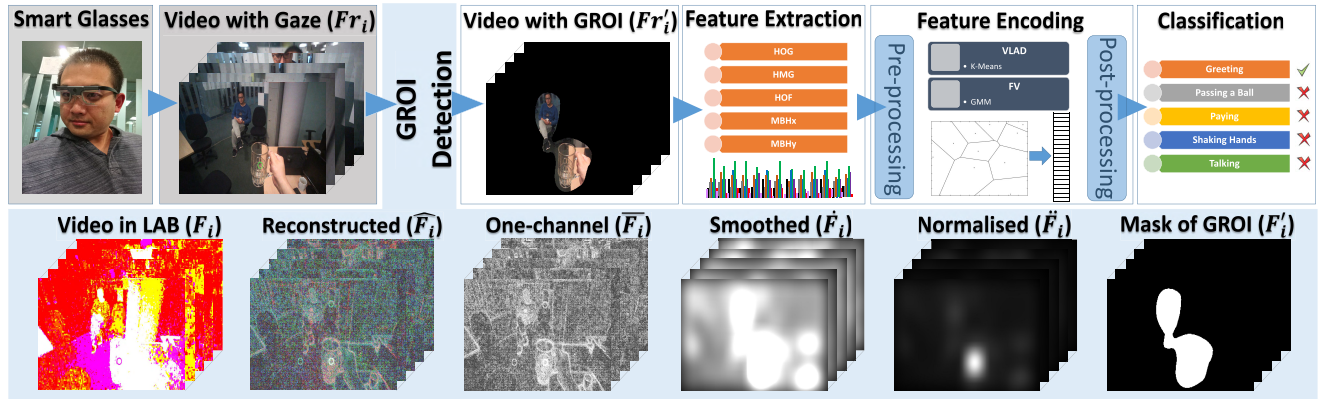 Smart Glasses
Video with Gaze (Fr_i)
GROI
Detection
Video with GROI (Fr′_i)
Feature Extraction
HOG
HMG
HOF
MBHx
MBHy
Feature Encoding
Pre-processing
VLAD
• K-Means
FV
• GMM
Post-processing
Classification
Greeting
Passing a Ball
Paying
Shaking Hands
Talking
Video in LAB (F_i)
Reconstructed (F̂_i)
One-channel (F̅_i)
Smoothed (Ḟ_i)
Normalised (F̈_i)
Mask of GROI (F′_i)